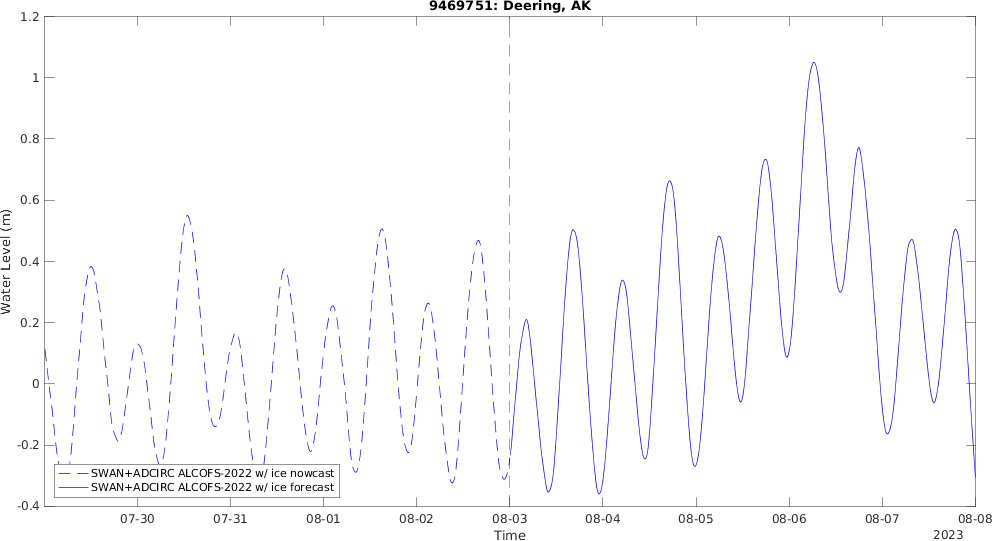 9469751: Deering, AK
1.2
1
0.8
0.6
0.4
0.2
0
-0.2
-0.4
Water Level (m)
SWAN+ADCIRC ALCOFS-2022 w/ ice nowcast
SWAN+ADCIRC ALCOFS-2022 w/ ice forecast
07-30 07-31 08-01 08-02 08-03 08-04 08-05 08-06 08-07 08-08
Time
2023